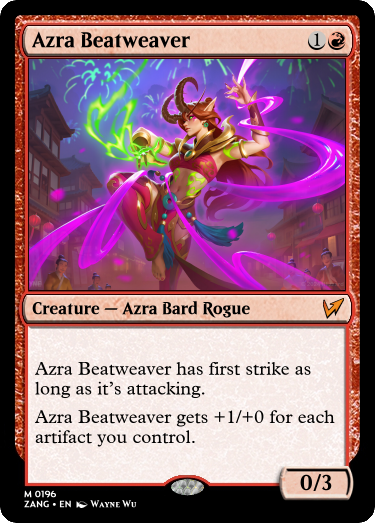 Azra Beatweaver 1
Creature — Azra Bard Rogue
Azra Beatweaver has first strike as
long as it's attacking.
Azra Beatweaver gets +1/+0 for each
artifact you control.
0/3
M 0196
ZANG • EN Wayne Wu